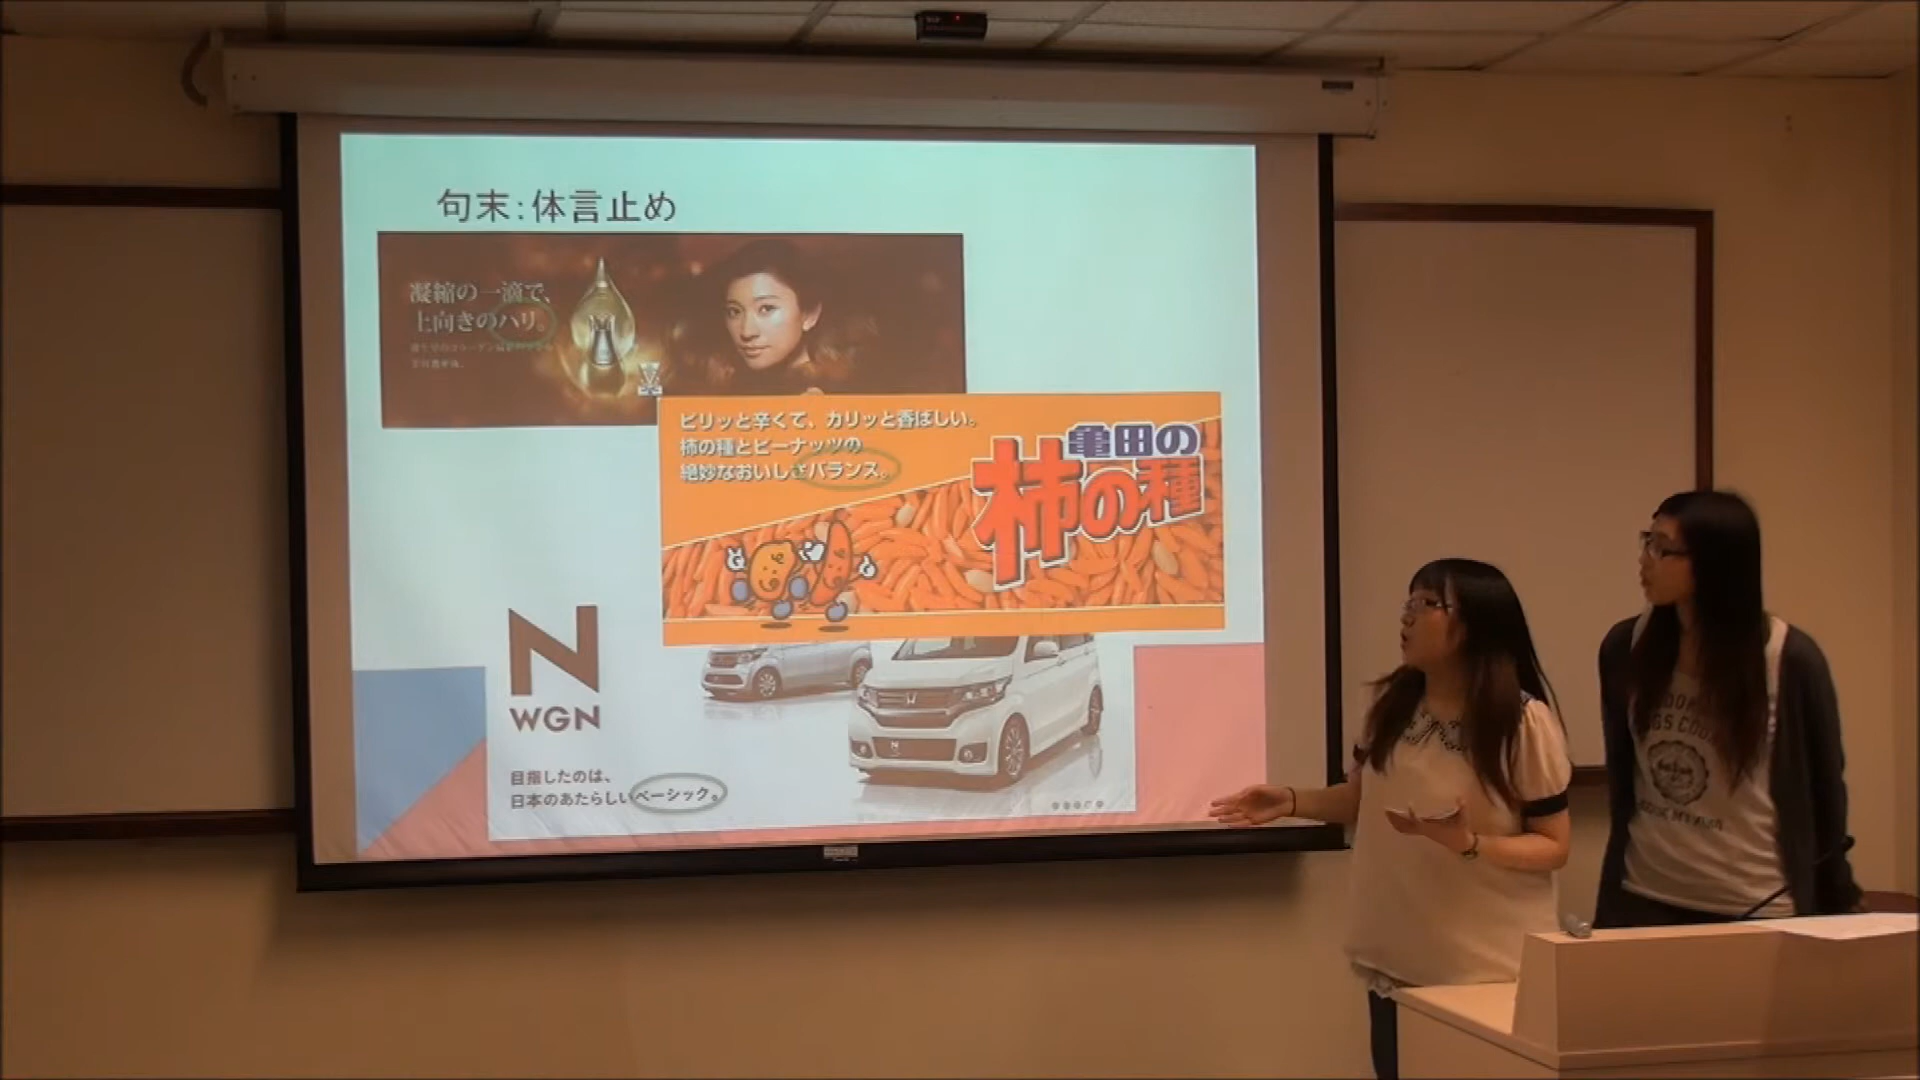 句末：体言止め
凝縮の一滴で、
上向きのハリ。
ピリッと辛くて、カリッと香ばしい。
柿の種とピーナッツの
絶妙なおいしさバランス。
亀田の
柿の種
N
WGN
目指したのは、
日本のあたらしいベーシック。